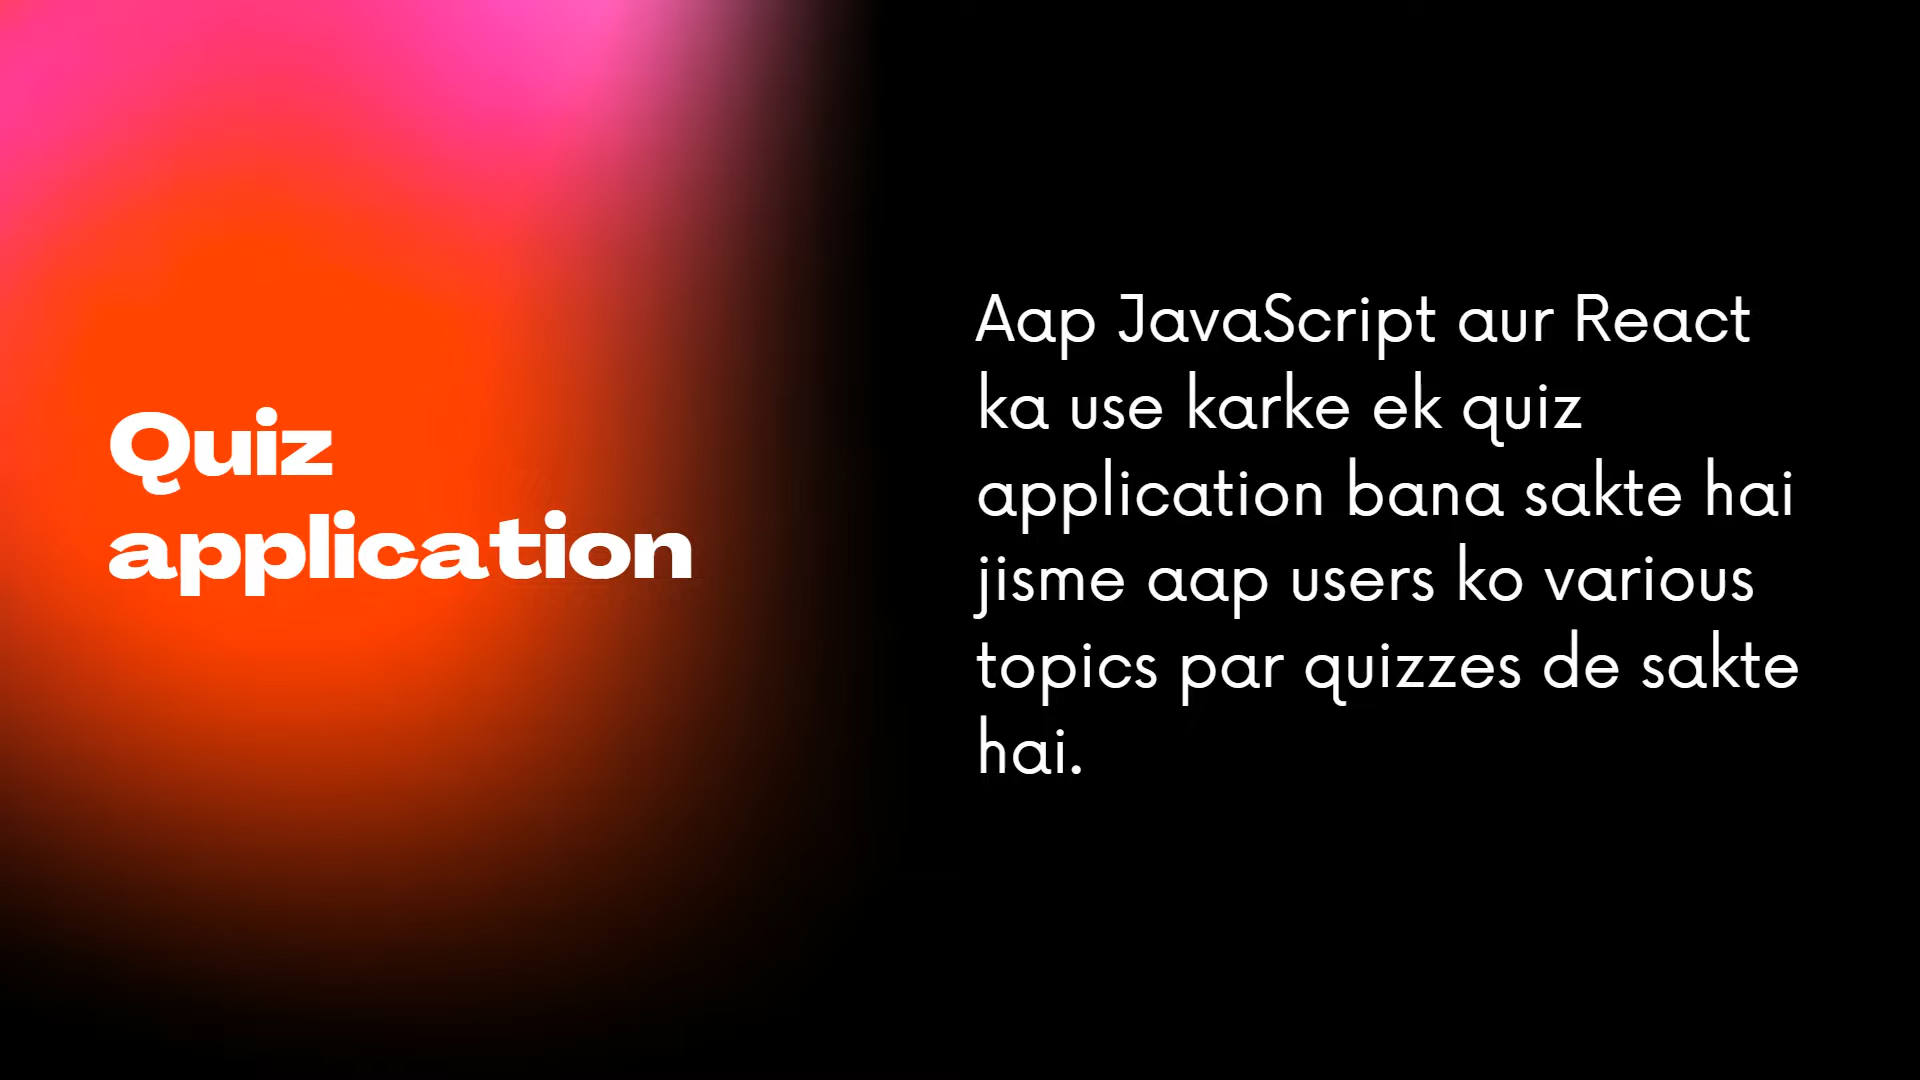 Quiz
application
Aap JavaScript aur React
ka use karke ek quiz
application bana sakte hai
jisme aap users ko various
topics par quizzes de sakte
hai.